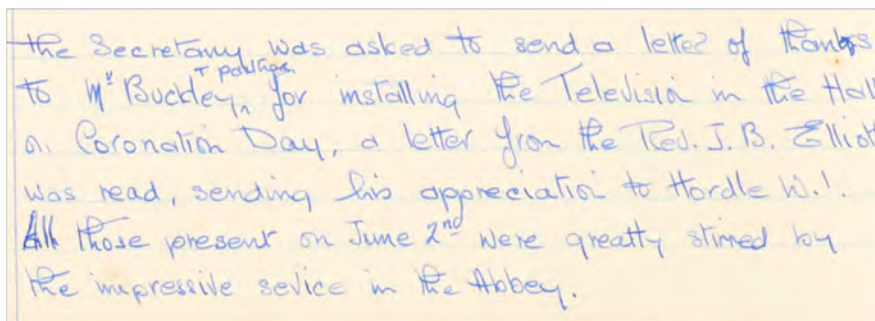 the Secretary was asked to send a letter of thanks
to Mr Buckley, for installing the Television in the Hall
on Coronation Day, a letter from the Rev. J. B. Elliot
was read, sending his appreciation to Hordle W.I.
All those present on June 2nd were greatly stirred by
the impressive sevice in the Abbey.